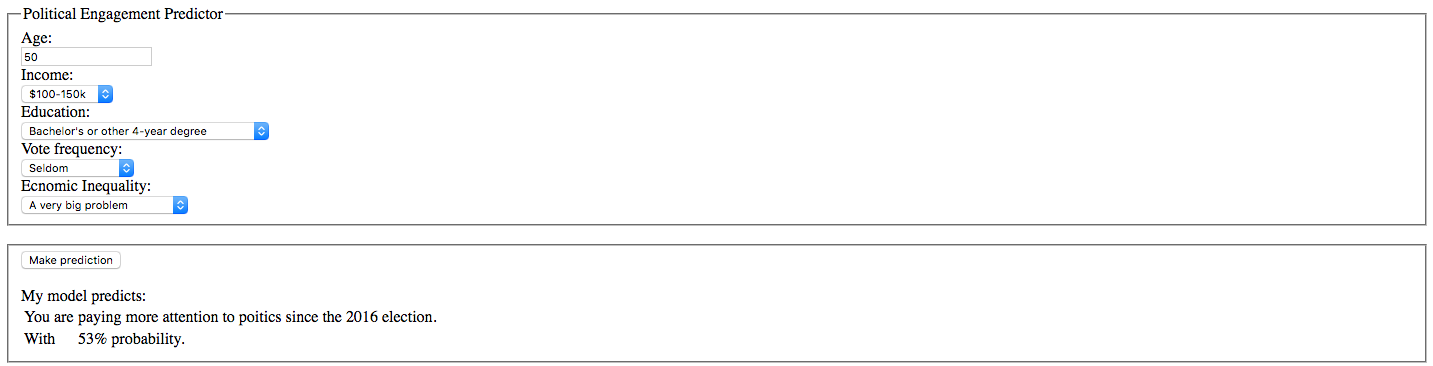 Political Engagement Predictor
Age:
50
Income:
$100-150k
Education:
Bachelor's or other 4-year degree
Vote frequency:
Seldom
Ecnomic Inequality:
A very big problem
Make prediction
My model predicts:
You are paying more attention to poitics since the 2016 election.
With 53% probability.